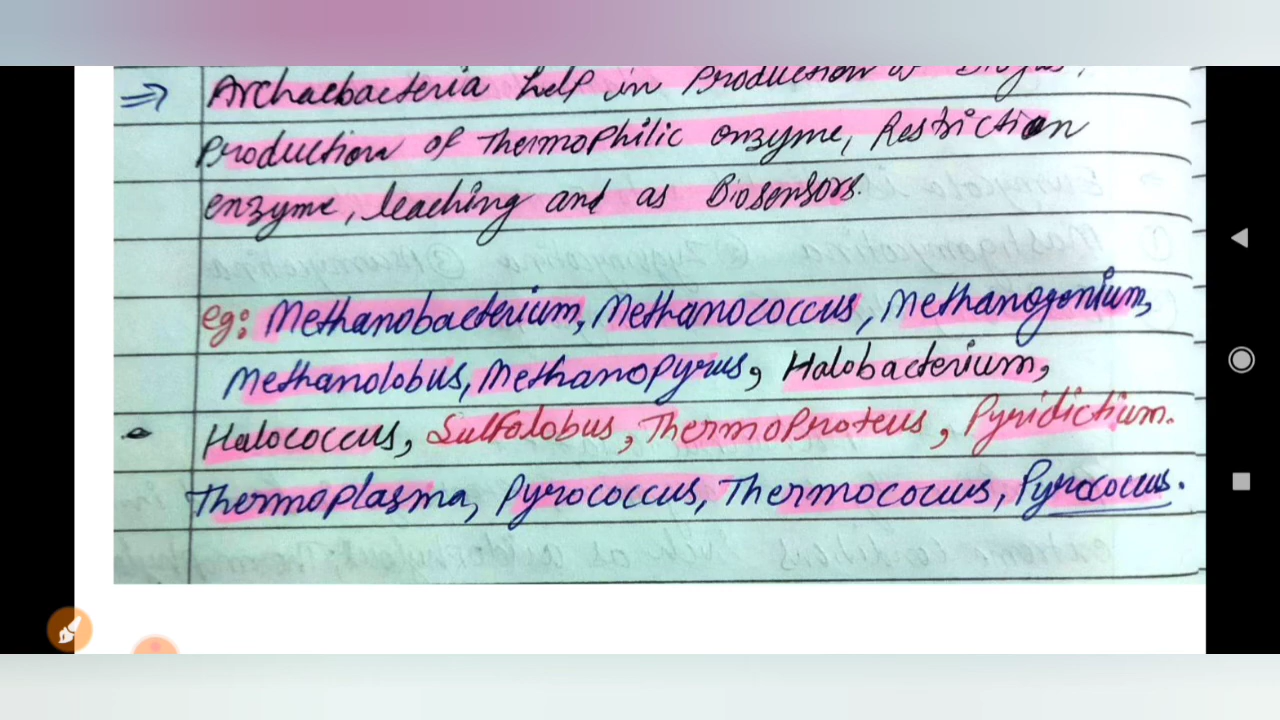 ⇒ Archaebacteria help in Production of Biogas,
Production of Thermophilic enzyme, Restriction
enzyme, leaching and as Biosensors.
eg: Methanobacterium, Methanococcus, Methanogenium,
Methanolobus, Methanopyrus, Halobacterium,
Halococcus, Sulfolobus, ThermoProteus, Pyridictium.
Thermoplasma, Pyrococcus, Thermococcus, Pyrococcus.